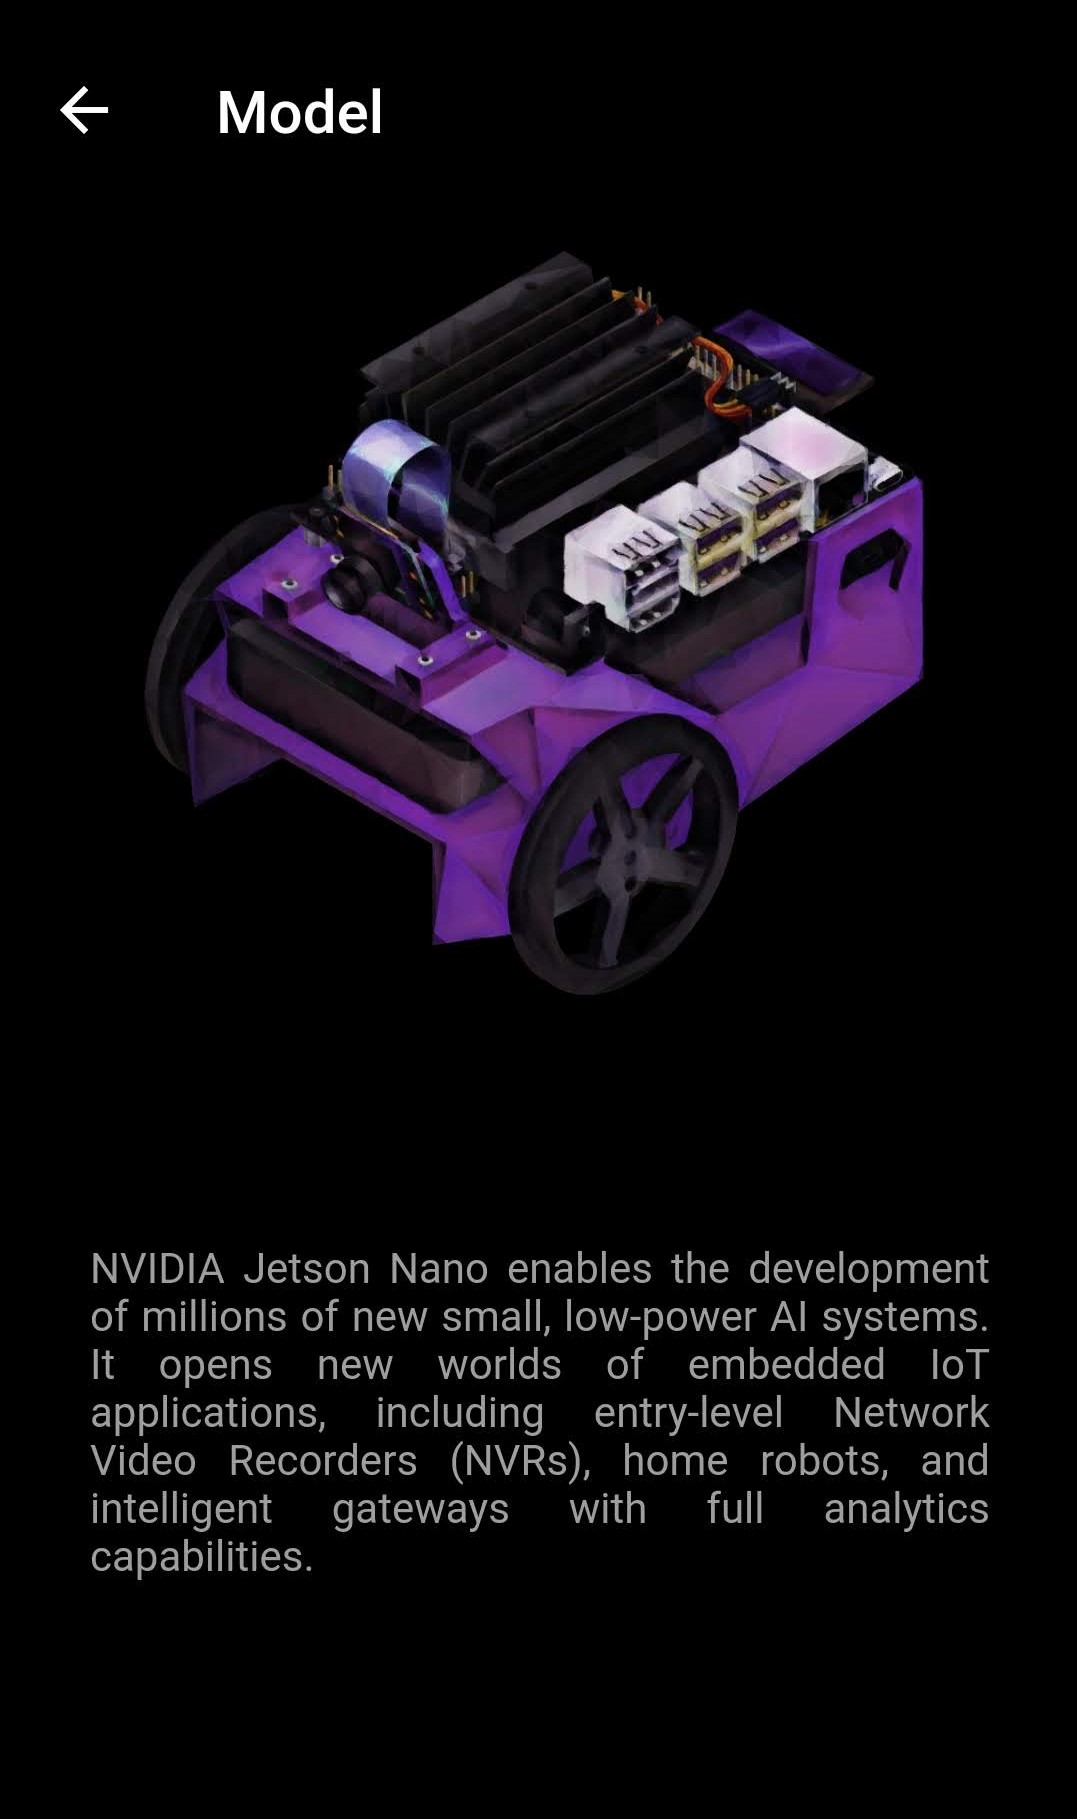 Model
NVIDIA Jetson Nano enables the development
of millions of new small, low-power AI systems.
It opens new worlds of embedded IoT
applications, including entry-level Network
Video Recorders (NVRs), home robots, and
intelligent gateways with full analytics
capabilities.